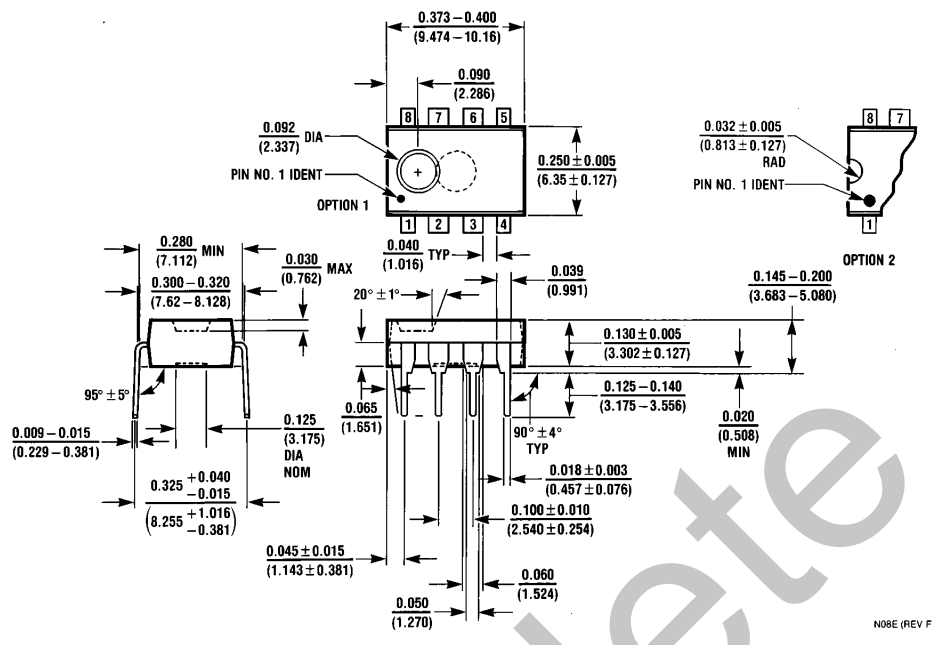 0.373 – 0.400
(9.474 – 10.16)
0.090
(2.286)
8 7 6 5
0.092 DIA
(2.337)
PIN NO. 1 IDENT
OPTION 1
1 2 3 4
0.250 ± 0.005
(6.35 ± 0.127)
0.032 ± 0.005
(0.813 ± 0.127)
RAD
PIN NO. 1 IDENT
8 7
1
OPTION 2
0.280 MIN
(7.112)
0.300 – 0.320
(7.62 – 8.128)
0.030 MAX
(0.762)
0.040 TYP
(1.016)
20° ± 1°
0.039
(0.991)
0.145 – 0.200
(3.683 – 5.080)
0.130 ± 0.005
(3.302 ± 0.127)
0.125 – 0.140
(3.175 – 3.556)
0.020
(0.508)
MIN
95° ± 5°
0.009 – 0.015
(0.229 – 0.381)
0.125
(3.175)
DIA
NOM
0.065
(1.651)
90° ± 4°
TYP
0.018 ± 0.003
(0.457 ± 0.076)
0.325 +0.040
–0.015
(8.255 +1.016
–0.381)
0.100 ± 0.010
(2.540 ± 0.254)
0.045 ± 0.015
(1.143 ± 0.381)
0.060
(1.524)
0.050
(1.270)
N08E (REV F
lete